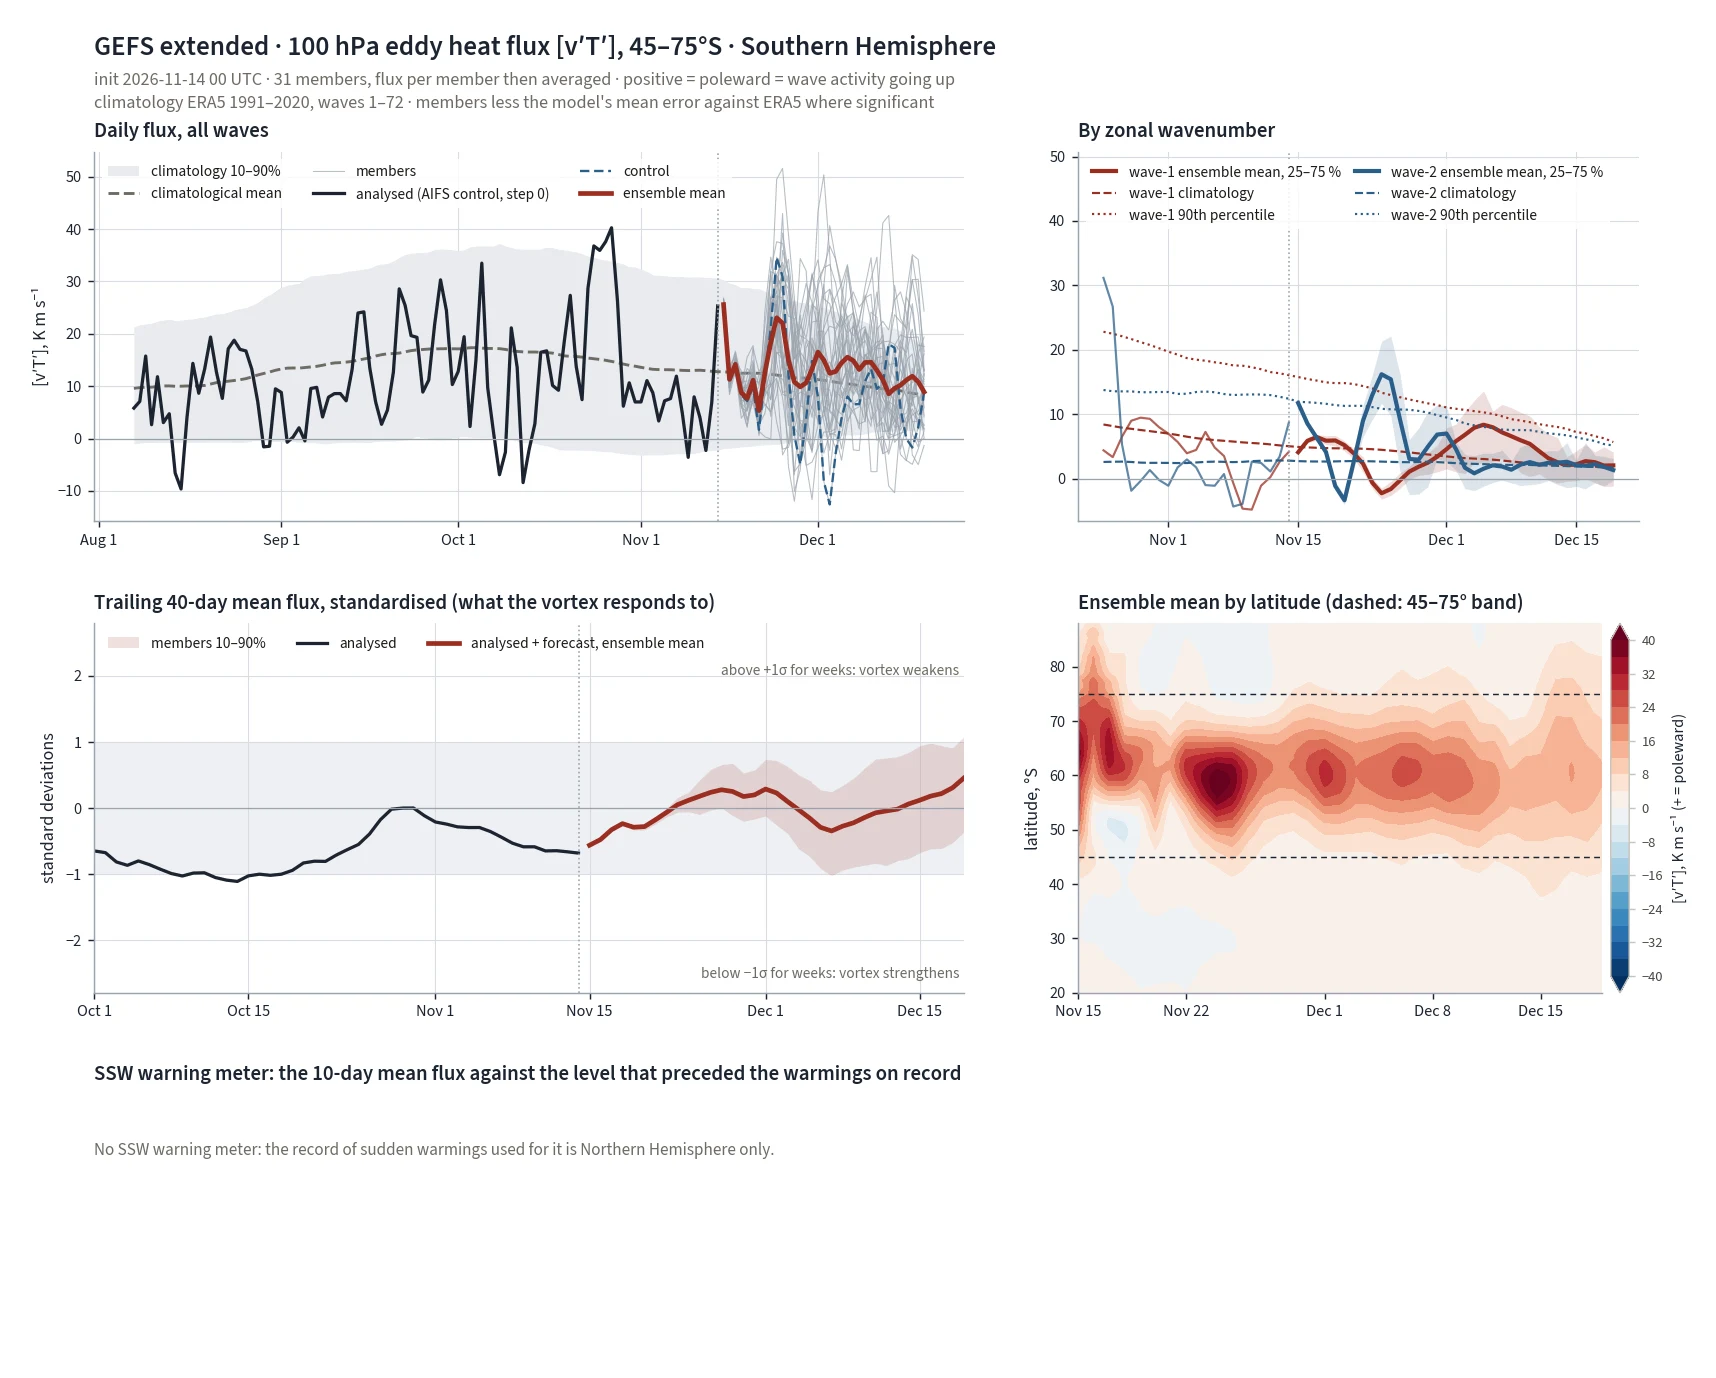 GEFS extended · 100 hPa eddy heat flux [v′T′], 45–75°S · Southern Hemisphere
init 2026-11-14 00 UTC · 31 members, flux per member then averaged · positive = poleward = wave activity going up
climatology ERA5 1991–2020, waves 1–72 · members less the model's mean error against ERA5 where significant
Daily flux, all waves
climatology 10–90%
members
control
climatological mean
analysed (AIFS control, step 0)
ensemble mean
[v′T′], K m s⁻¹
50
40
30
20
10
0
−10
Aug 1
Sep 1
Oct 1
Nov 1
Dec 1
By zonal wavenumber
wave-1 ensemble mean, 25–75 %
wave-2 ensemble mean, 25–75 %
wave-1 climatology
wave-2 climatology
wave-1 90th percentile
wave-2 90th percentile
50
40
30
20
10
0
Nov 1
Nov 15
Dec 1
Dec 15
Trailing 40-day mean flux, standardised (what the vortex responds to)
members 10–90%
analysed
analysed + forecast, ensemble mean
above +1σ for weeks: vortex weakens
below −1σ for weeks: vortex strengthens
standard deviations
2
1
0
−1
−2
Oct 1
Oct 15
Nov 1
Nov 15
Dec 1
Dec 15
Ensemble mean by latitude (dashed: 45–75° band)
latitude, °S
80
70
60
50
40
30
20
Nov 15
Nov 22
Dec 1
Dec 8
Dec 15
40
32
24
16
8
0
−8
−16
−24
−32
−40
[v′T′], K m s⁻¹ (+ = poleward)
SSW warning meter: the 10-day mean flux against the level that preceded the warmings on record
No SSW warning meter: the record of sudden warmings used for it is Northern Hemisphere only.